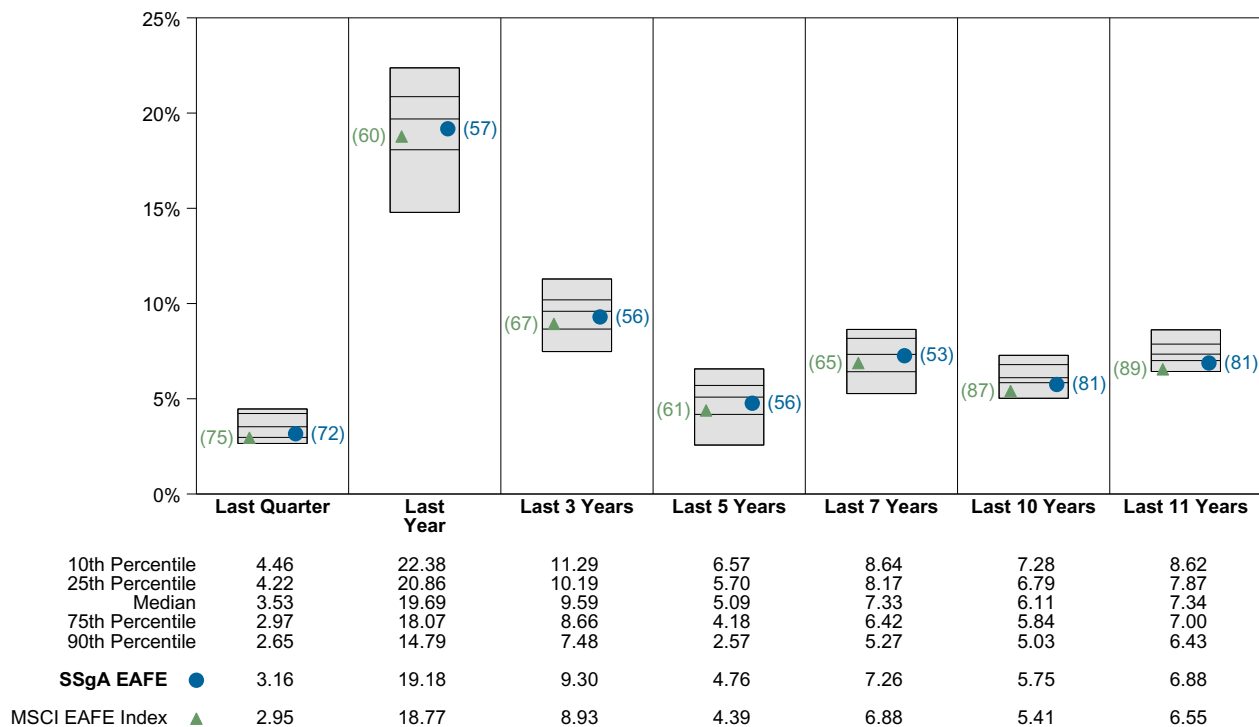 25%
20%
15%
10%
5%
0%
(75) (72)
(60) (57)
(67) (56)
(61) (56)
(65) (53)
(87) (81)
(89) (81)
Last Quarter Last Year Last 3 Years Last 5 Years Last 7 Years Last 10 Years Last 11 Years
10th Percentile 4.46 22.38 11.29 6.57 8.64 7.28 8.62
25th Percentile 4.22 20.86 10.19 5.70 8.17 6.79 7.87
Median 3.53 19.69 9.59 5.09 7.33 6.11 7.34
75th Percentile 2.97 18.07 8.66 4.18 6.42 5.84 7.00
90th Percentile 2.65 14.79 7.48 2.57 5.27 5.03 6.43
SSgA EAFE 3.16 19.18 9.30 4.76 7.26 5.75 6.88
MSCI EAFE Index 2.95 18.77 8.93 4.39 6.88 5.41 6.55